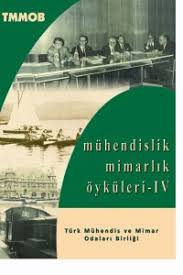 TMMOB
mühendislik
mimarlık
öyküleri-IV
Türk Mühendis ve Mimar
Odaları Birliği